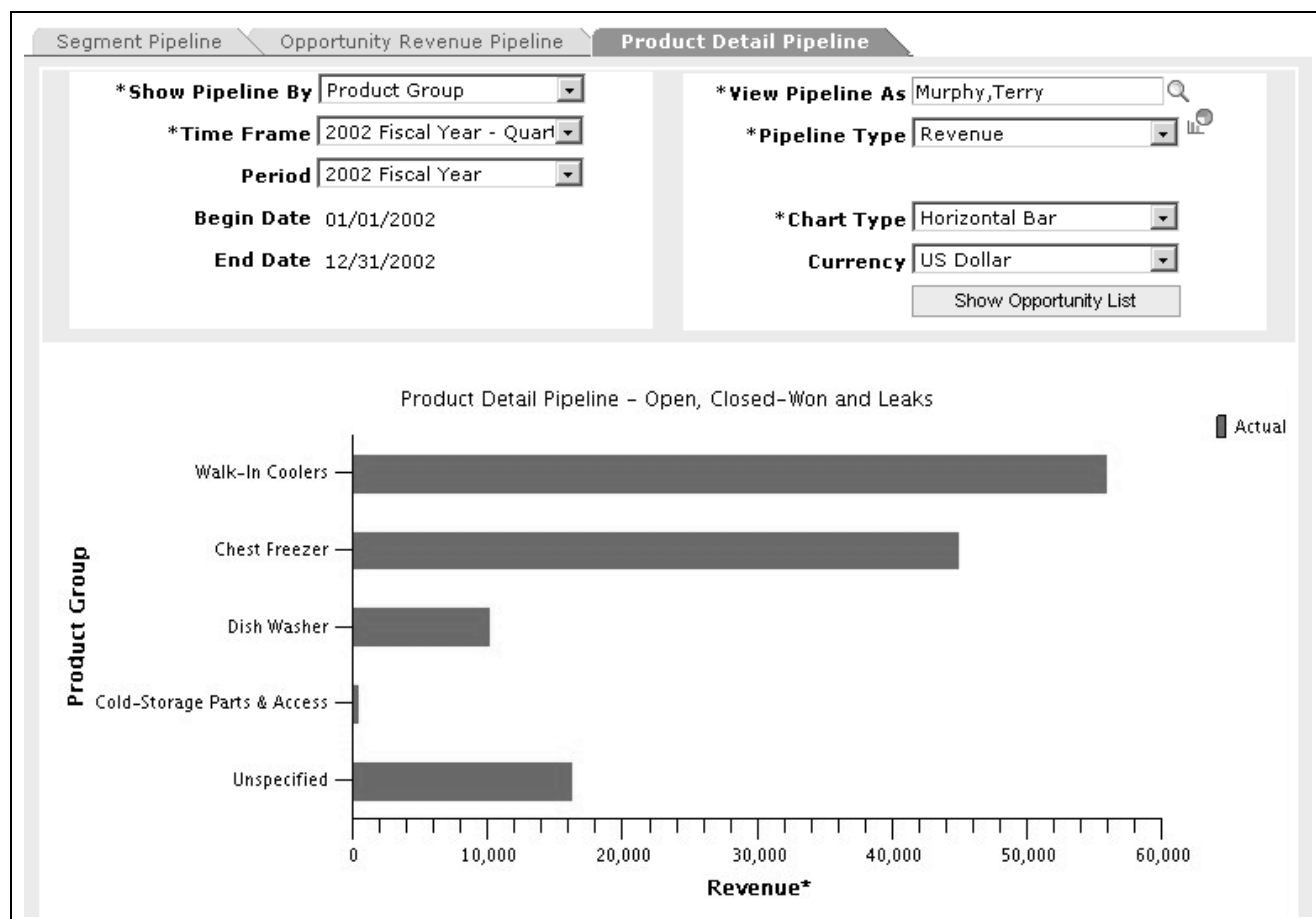 Segment Pipeline
Opportunity Revenue Pipeline
Product Detail Pipeline
*Show Pipeline By Product Group
*Time Frame 2002 Fiscal Year - Quart
Period 2002 Fiscal Year
Begin Date 01/01/2002
End Date 12/31/2002
*View Pipeline As Murphy,Terry
*Pipeline Type Revenue
*Chart Type Horizontal Bar
Currency US Dollar
Show Opportunity List
Product Detail Pipeline - Open, Closed-Won and Leaks
Actual
Product Group
Walk-In Coolers
Chest Freezer
Dish Washer
Cold-Storage Parts & Access
Unspecified
0 10,000 20,000 30,000 40,000 50,000 60,000
Revenue*